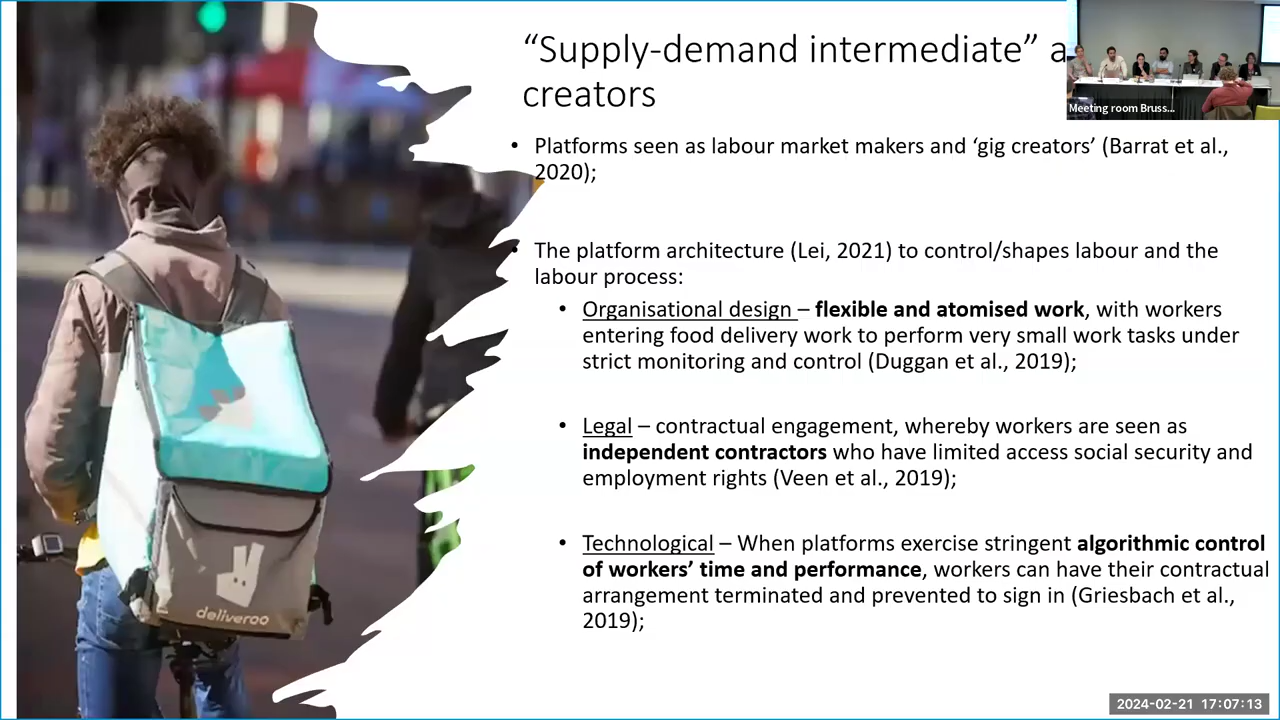 “Supply-demand intermediate” a
creators
Meeting room Bruss...
• Platforms seen as labour market makers and ‘gig creators’ (Barrat et al.,
2020);
• The platform architecture (Lei, 2021) to control/shapes labour and the
labour process:
• Organisational design – flexible and atomised work, with workers
entering food delivery work to perform very small work tasks under
strict monitoring and control (Duggan et al., 2019);
• Legal – contractual engagement, whereby workers are seen as
independent contractors who have limited access social security and
employment rights (Veen et al., 2019);
• Technological – When platforms exercise stringent algorithmic control
of workers’ time and performance, workers can have their contractual
arrangement terminated and prevented to sign in (Griesbach et al.,
2019);
deliveroo
2024-02-21 17:07:13